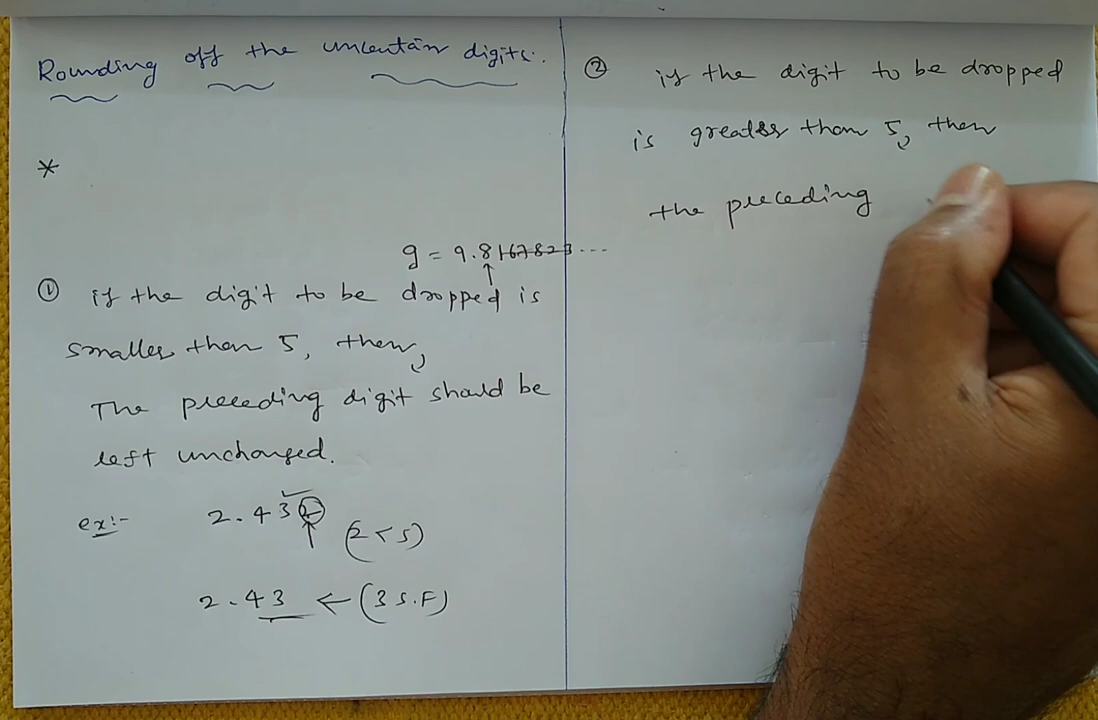 Rounding off the uncertain digits:
*
g = 9.8167823...
① if the digit to be dropped is
smaller than 5, then,
The preceding digit should be
left unchanged.
ex:- 2.432
(2 < 5)
2.43 ← (3 S.F)
② if the digit to be dropped
is greater than 5, then
the preceding